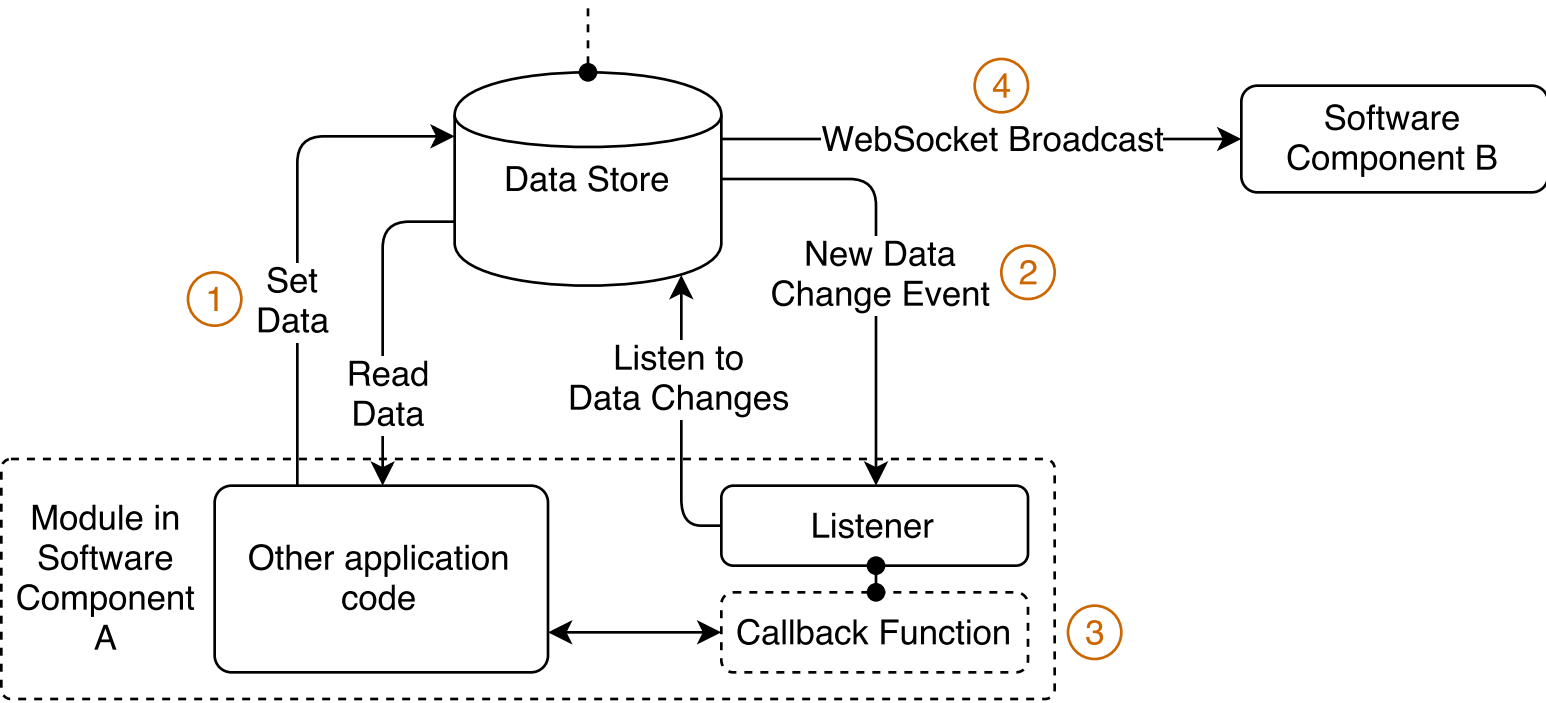 4
WebSocket Broadcast
Software
Component B
Data Store
1
Set
Data
New Data
Change Event
2
Read
Data
Listen to
Data Changes
Module in
Software
Component
A
Other application
code
Listener
Callback Function
3